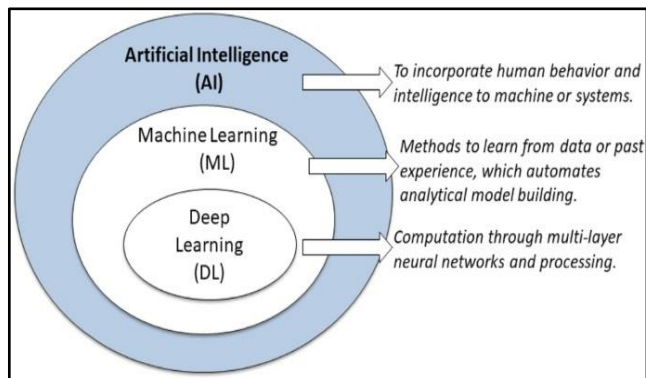 Artificial Intelligence
(AI)
To incorporate human behavior and
intelligence to machine or systems.
Machine Learning
(ML)
Methods to learn from data or past
experience, which automates
analytical model building.
Deep
Learning
(DL)
Computation through multi-layer
neural networks and processing.